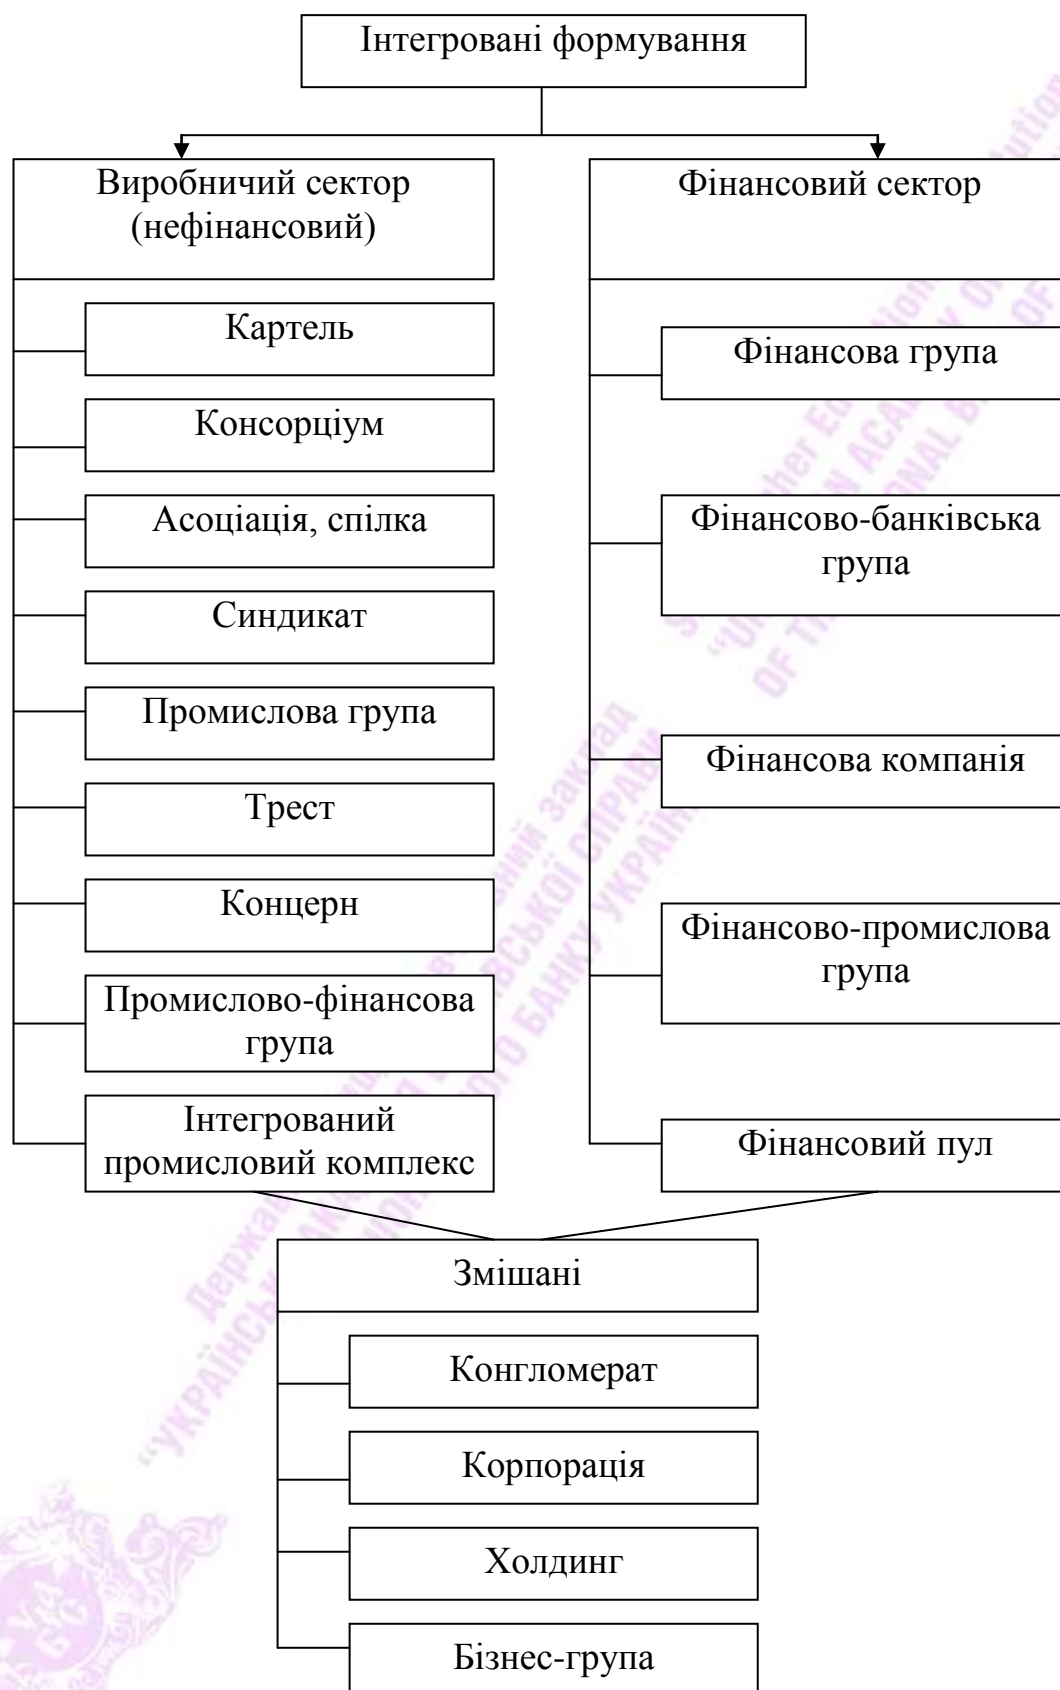 Інтегровані формування
Виробничий сектор
(нефінансовий)
Картель
Консорціум
Асоціація, спілка
Синдикат
Промислова група
Трест
Концерн
Промислово-фінансова
група
Інтегрований
промисловий комплекс
Фінансовий сектор
Фінансова група
Фінансово-банківська
група
Фінансова компанія
Фінансово-промислова
група
Фінансовий пул
Змішані
Конгломерат
Корпорація
Холдинг
Бізнес-група